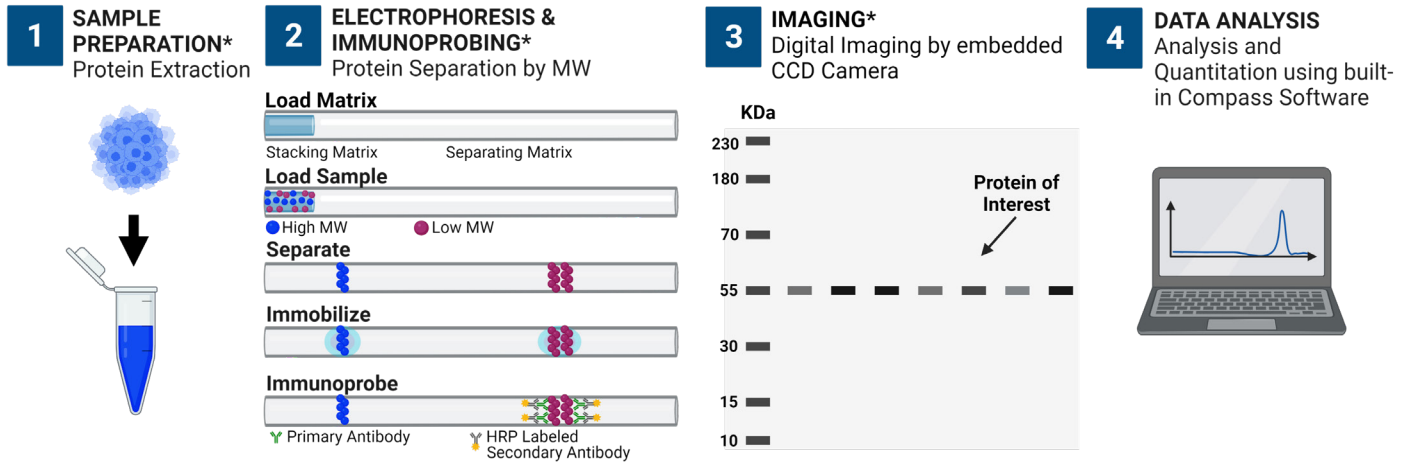 1
SAMPLE
PREPARATION*
Protein Extraction
2
ELECTROPHORESIS &
IMMUNOPROBING*
Protein Separation by MW
Load Matrix
Stacking Matrix
Separating Matrix
Load Sample
High MW
Low MW
Separate
Immobilize
Immunoprobe
Primary Antibody
HRP Labeled
Secondary Antibody
3
IMAGING*
Digital Imaging by embedded
CCD Camera
KDa
230
180
70
55
30
15
10
Protein of
Interest
4
DATA ANALYSIS
Analysis and
Quantitation using built-
in Compass Software